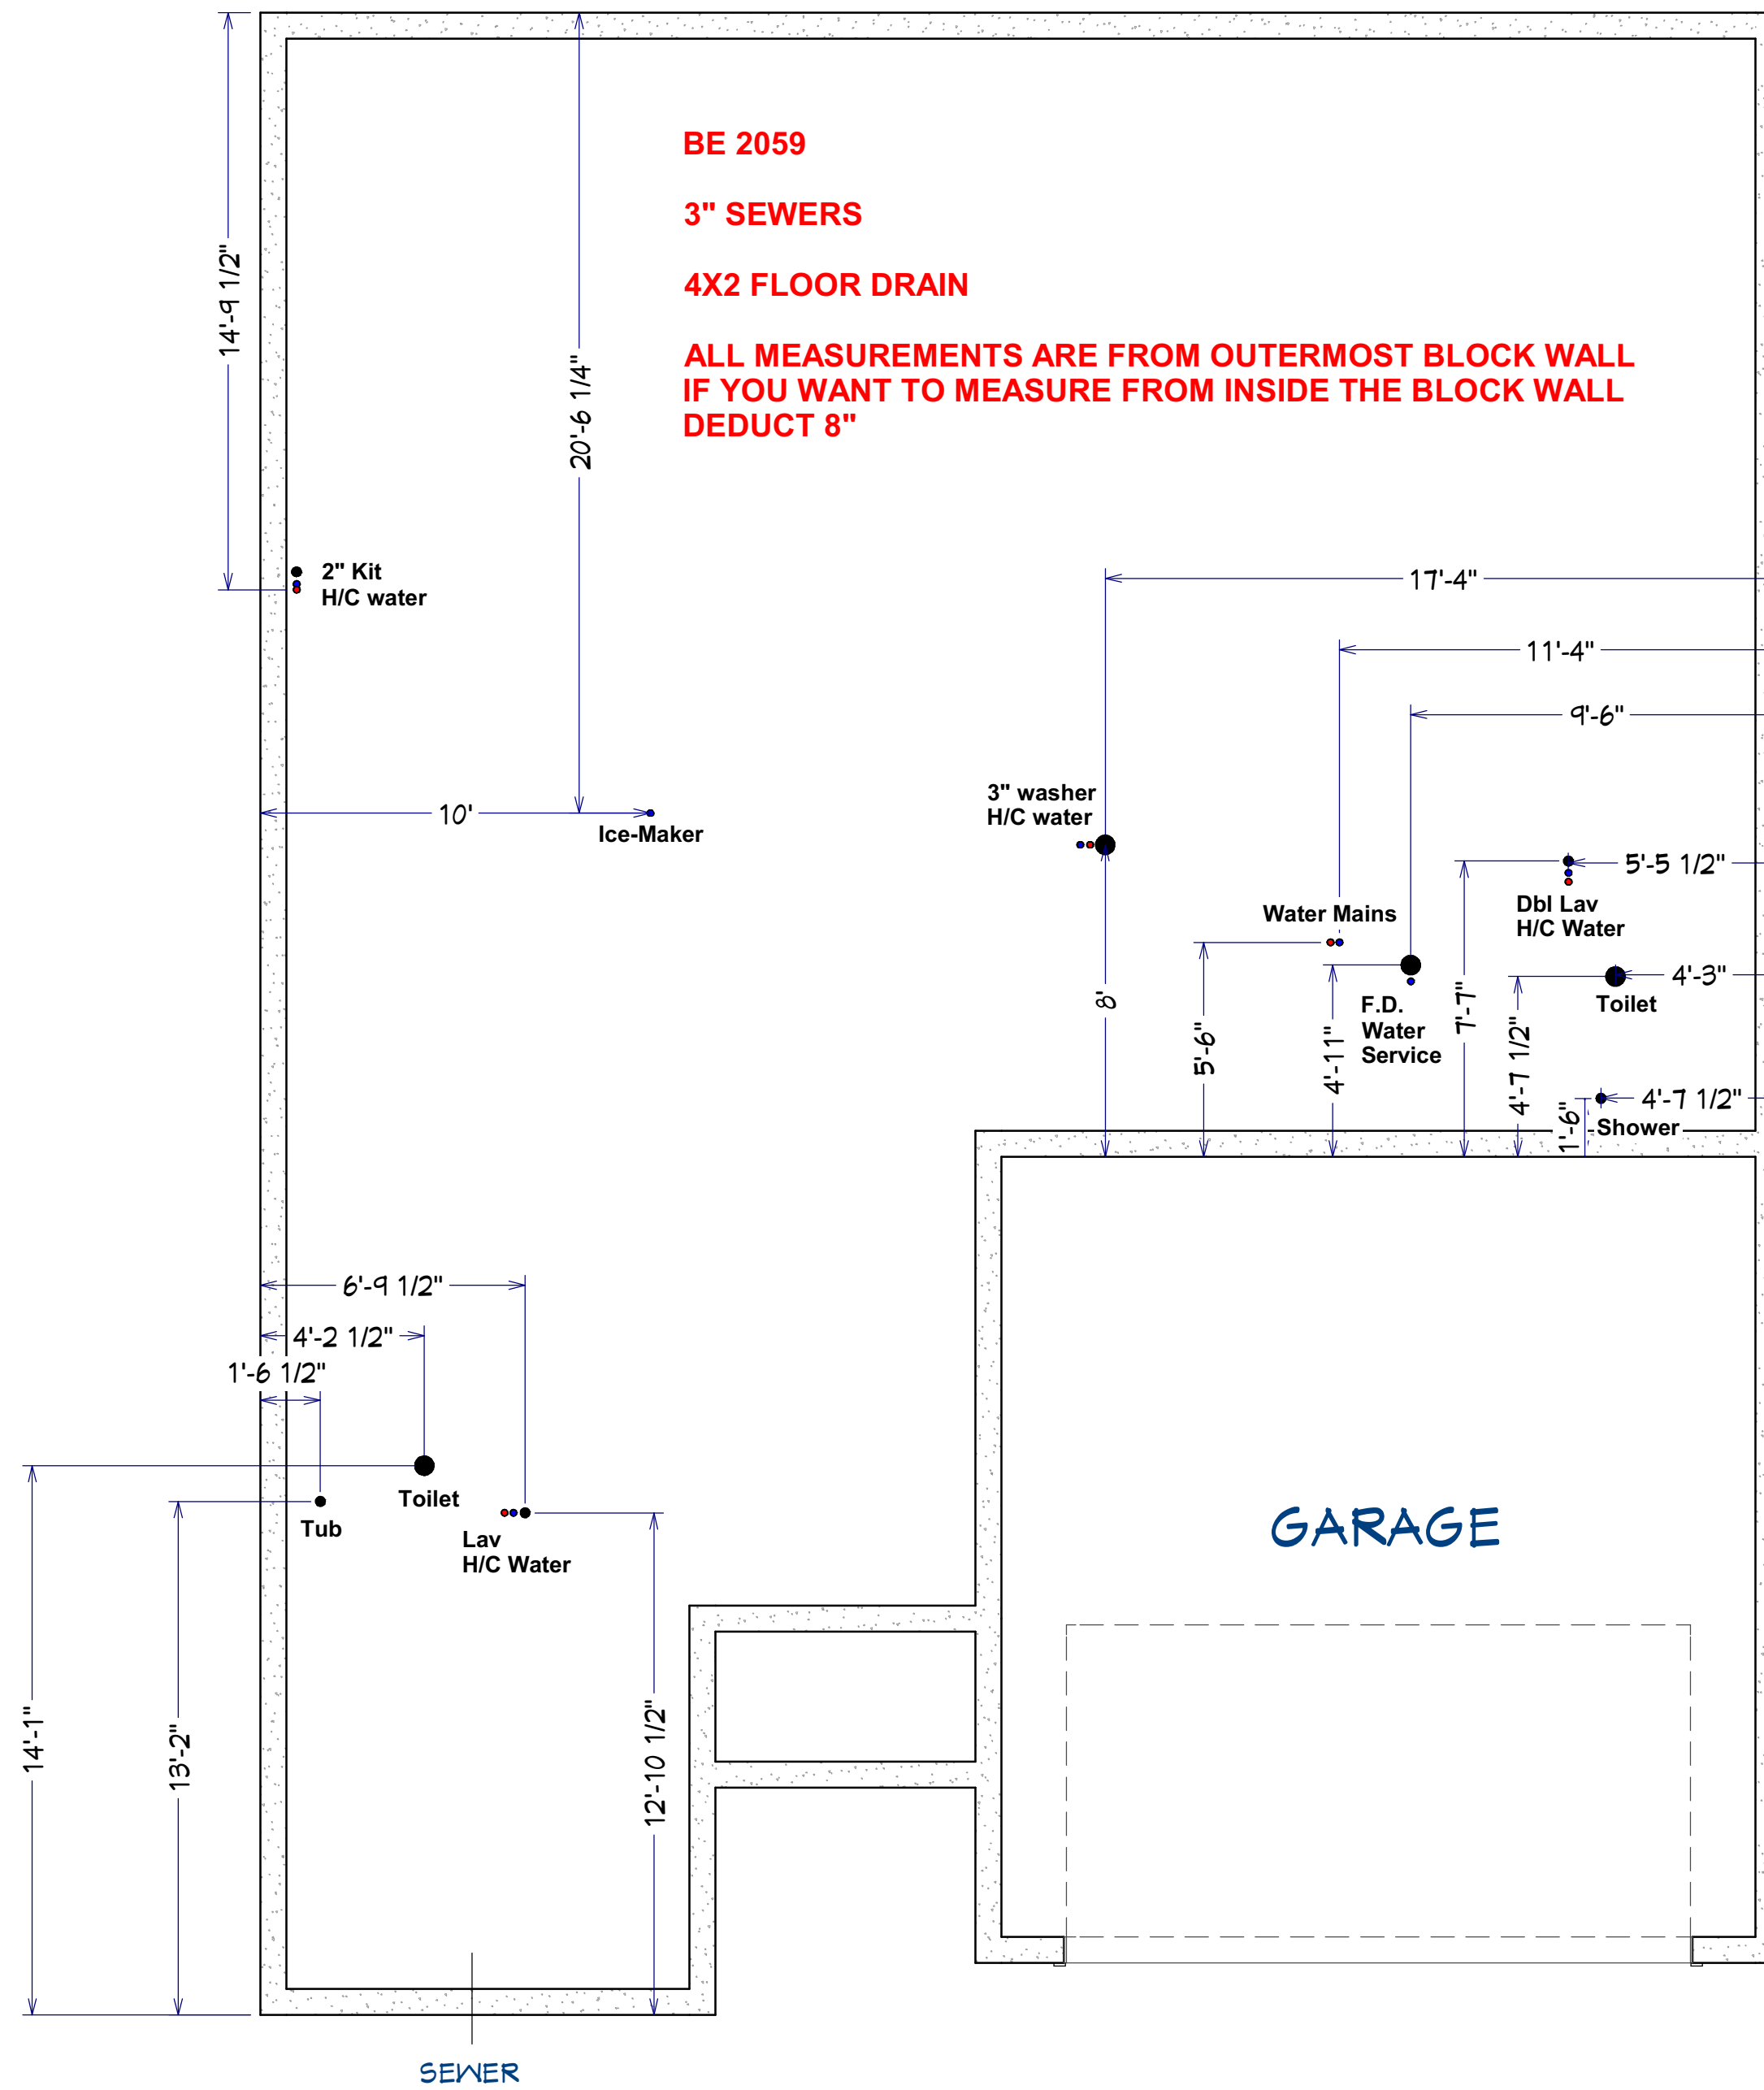 BE 2059
3" SEWERS
4X2 FLOOR DRAIN
ALL MEASUREMENTS ARE FROM OUTERMOST BLOCK WALL
IF YOU WANT TO MEASURE FROM INSIDE THE BLOCK WALL
DEDUCT 8"
14'-9 1/2"
20'-6 1/4"
2" Kit
H/C water
17'-4"
11'-4"
9'-6"
10'
Ice-Maker
3" washer
H/C water
5'-5 1/2"
Dbl Lav
H/C Water
Water Mains
4'-3"
Toilet
F.D.
Water
Service
8'
5'-6"
4'-11"
7'-7"
4'-7 1/2"
1'-6"
4'-7 1/2"
Shower
6'-9 1/2"
4'-2 1/2"
1'-6 1/2"
Toilet
Tub
Lav
H/C Water
GARAGE
14'-1"
13'-2"
12'-10 1/2"
SEWER